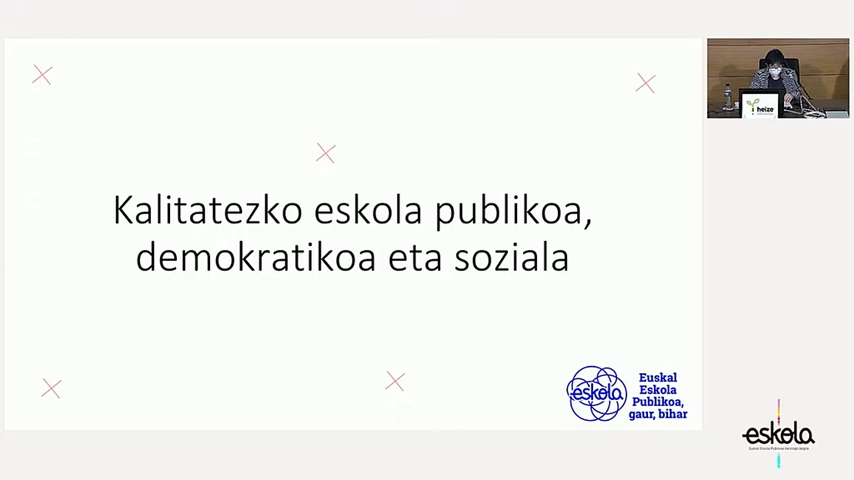 Kalitatezko eskola publikoa,
demokratikoa eta soziala
eskola
Euskal
Eskola
Publikoa,
gaur, bihar
heize
eskola